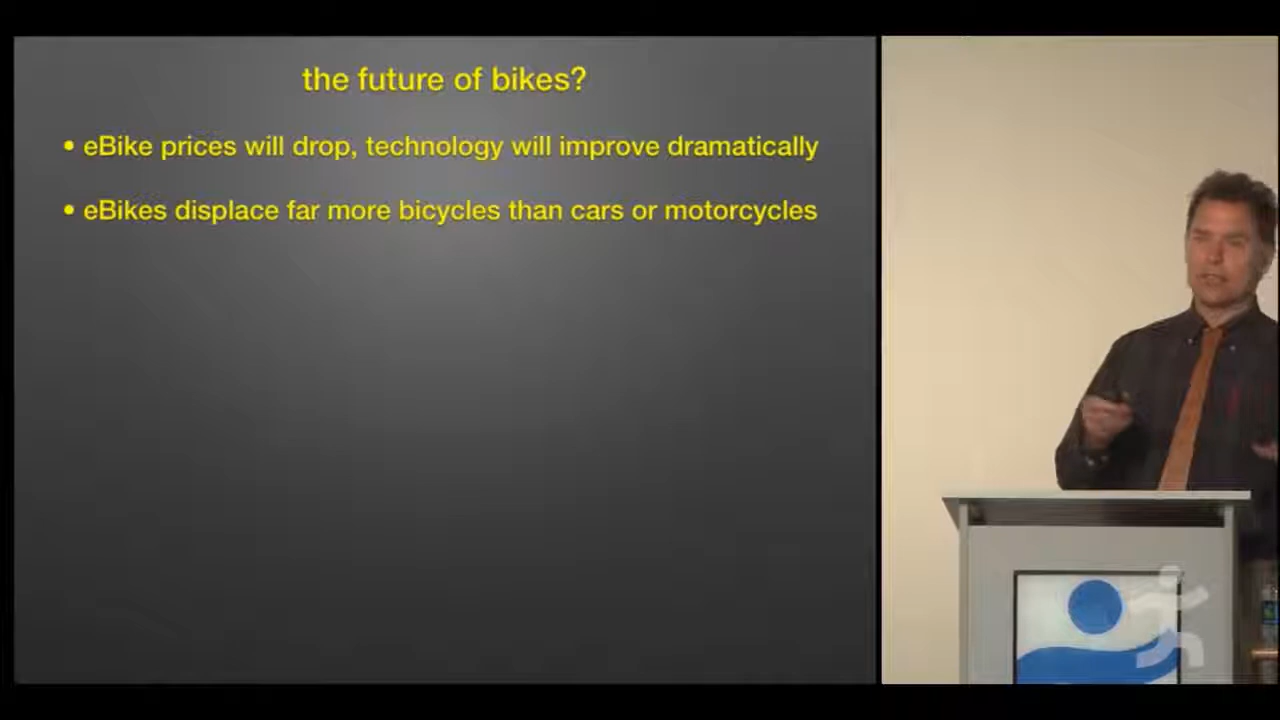 the future of bikes?
• eBike prices will drop, technology will improve dramatically
• eBikes displace far more bicycles than cars or motorcycles